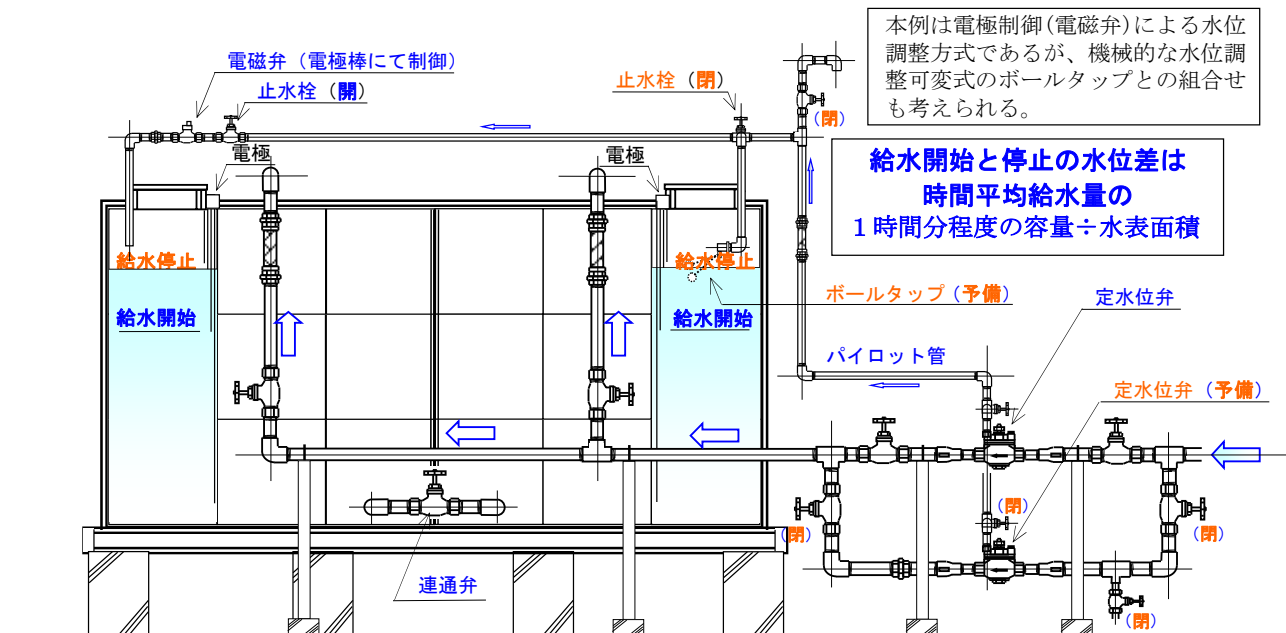 本例は電極制御(電磁弁)による水位
調整方式であるが、機械的な水位調
整可変式のボールタップとの組合せ
も考えられる。
電磁弁（電極棒にて制御）
止水栓（開）
止水栓（閉）
（閉）
電極
電極
給水開始と停止の水位差は
時間平均給水量の
１時間分程度の容量÷水表面積
給水停止
給水停止
ボールタップ（予備）
定水位弁
給水開始
給水開始
パイロット管
定水位弁（予備）
（閉）
（閉）
（閉）
連通弁
（閉）